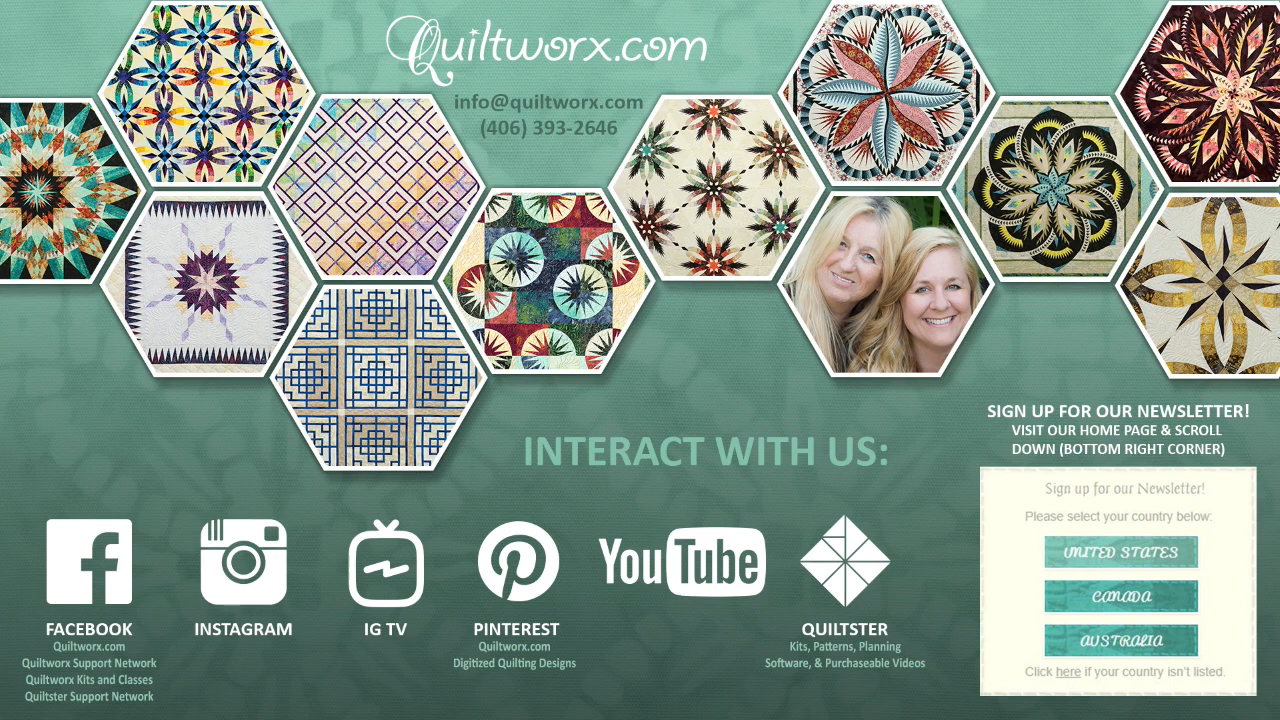 Quiltworx.com
info@quiltworx.com
(406) 393-2646
INTERACT WITH US:
FACEBOOK
Quiltworx.com
Quiltworx Support Network
Quiltworx Kits and Classes
Quiltster Support Network
INSTAGRAM
IG TV
PINTEREST
Quiltworx.com
Digitized Quilting Designs
YouTube
QUILTSTER
Kits, Patterns, Planning
Software, & Purchaseable Videos
SIGN UP FOR OUR NEWSLETTER!
VISIT OUR HOME PAGE & SCROLL
DOWN (BOTTOM RIGHT CORNER)
Sign up for our Newsletter!
Please select your country below:
UNITED STATES
CANADA
AUSTRALIA
Click here if your country isn't listed.